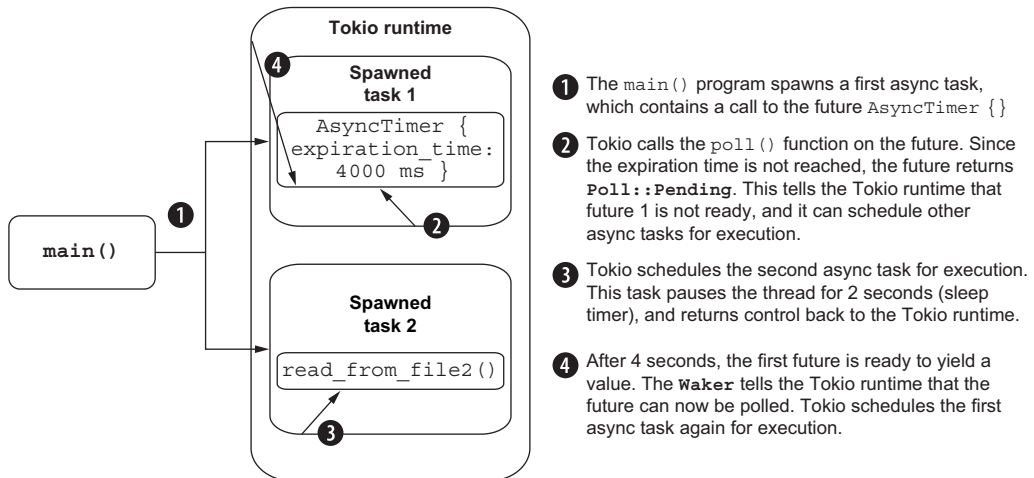 Tokio runtime
4
Spawned
task 1
AsyncTimer {
expiration_time:
4000 ms }
2
1
main()
Spawned
task 2
read_from_file2()
3
1 The main() program spawns a first async task,
which contains a call to the future AsyncTimer {}
2 Tokio calls the poll() function on the future. Since
the expiration time is not reached, the future returns
Poll::Pending. This tells the Tokio runtime that
future 1 is not ready, and it can schedule other
async tasks for execution.
3 Tokio schedules the second async task for execution.
This task pauses the thread for 2 seconds (sleep
timer), and returns control back to the Tokio runtime.
4 After 4 seconds, the first future is ready to yield a
value. The Waker tells the Tokio runtime that the
future can now be polled. Tokio schedules the first
async task again for execution.